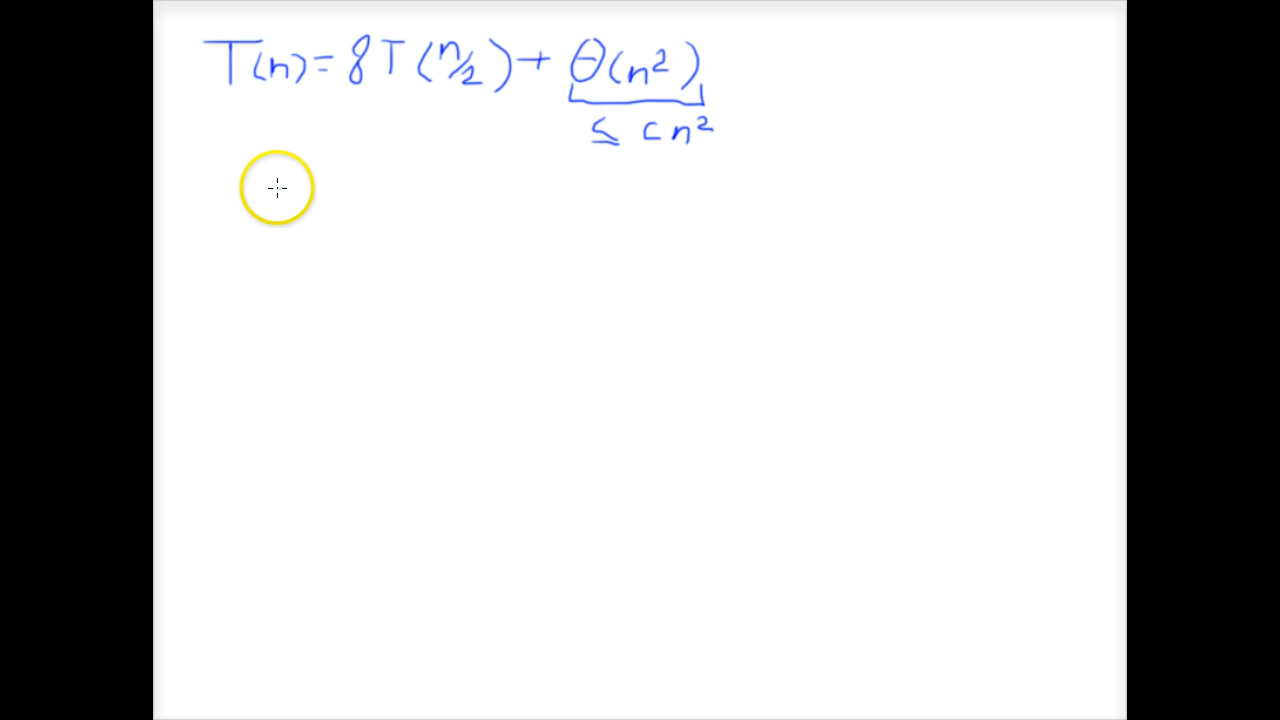 T(n) = 8T(n/2) + Θ(n²)
≤ cn²